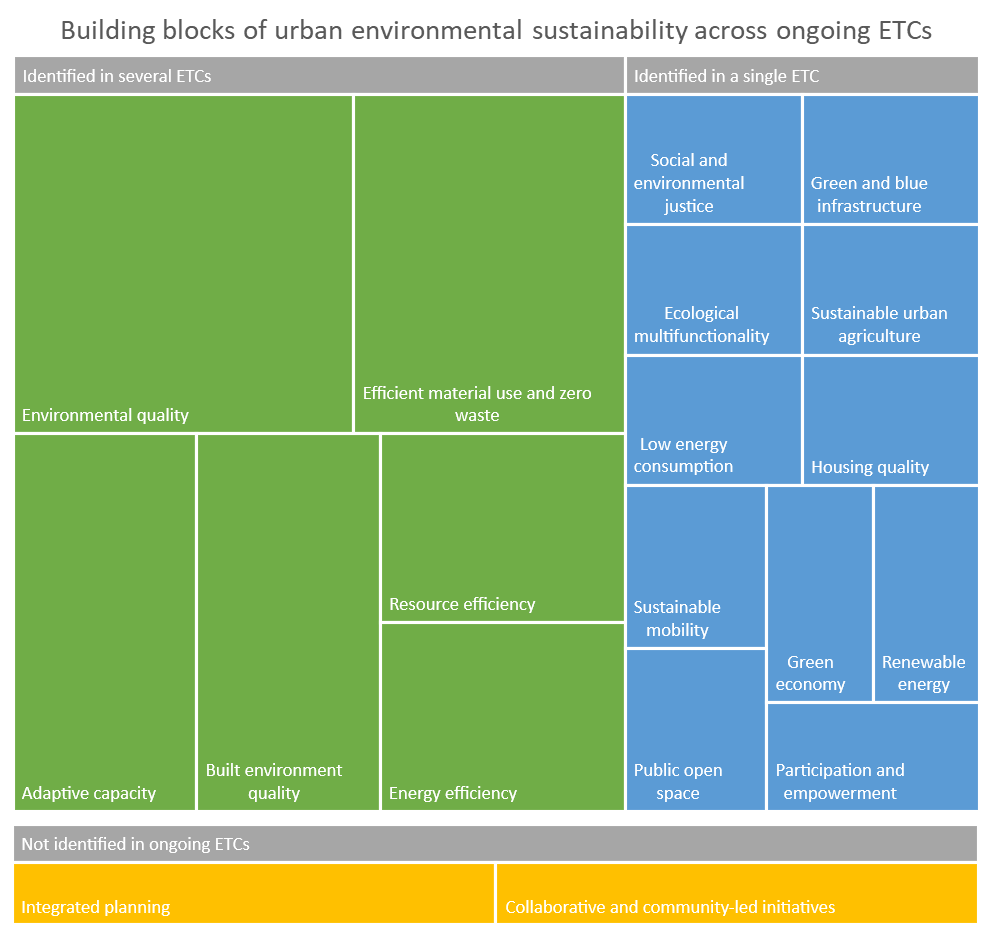 Building blocks of urban environmental sustainability across ongoing ETCs
Identified in several ETCs
Identified in a single ETC
Environmental quality
Efficient material use and zero
waste
Adaptive capacity
Built environment
quality
Resource efficiency
Energy efficiency
Social and
environmental
justice
Green and blue
infrastructure
Ecological
multifunctionality
Sustainable urban
agriculture
Low energy
consumption
Housing quality
Sustainable
mobility
Green
economy
Renewable
energy
Public open
space
Participation and
empowerment
Not identified in ongoing ETCs
Integrated planning
Collaborative and community-led initiatives